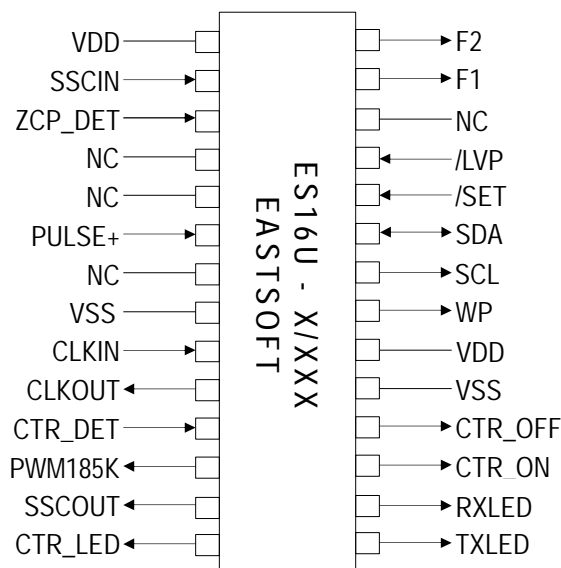 VDD
SSCIN
ZCP_DET
NC
NC
PULSE+
NC
VSS
CLKIN
CLKOUT
CTR_DET
PWM185K
SSCOUT
CTR_LED
ES16U - X/XXX
EASTSOFT
F2
F1
NC
/LVP
/SET
SDA
SCL
WP
VDD
VSS
CTR_OFF
CTR_ON
RXLED
TXLED